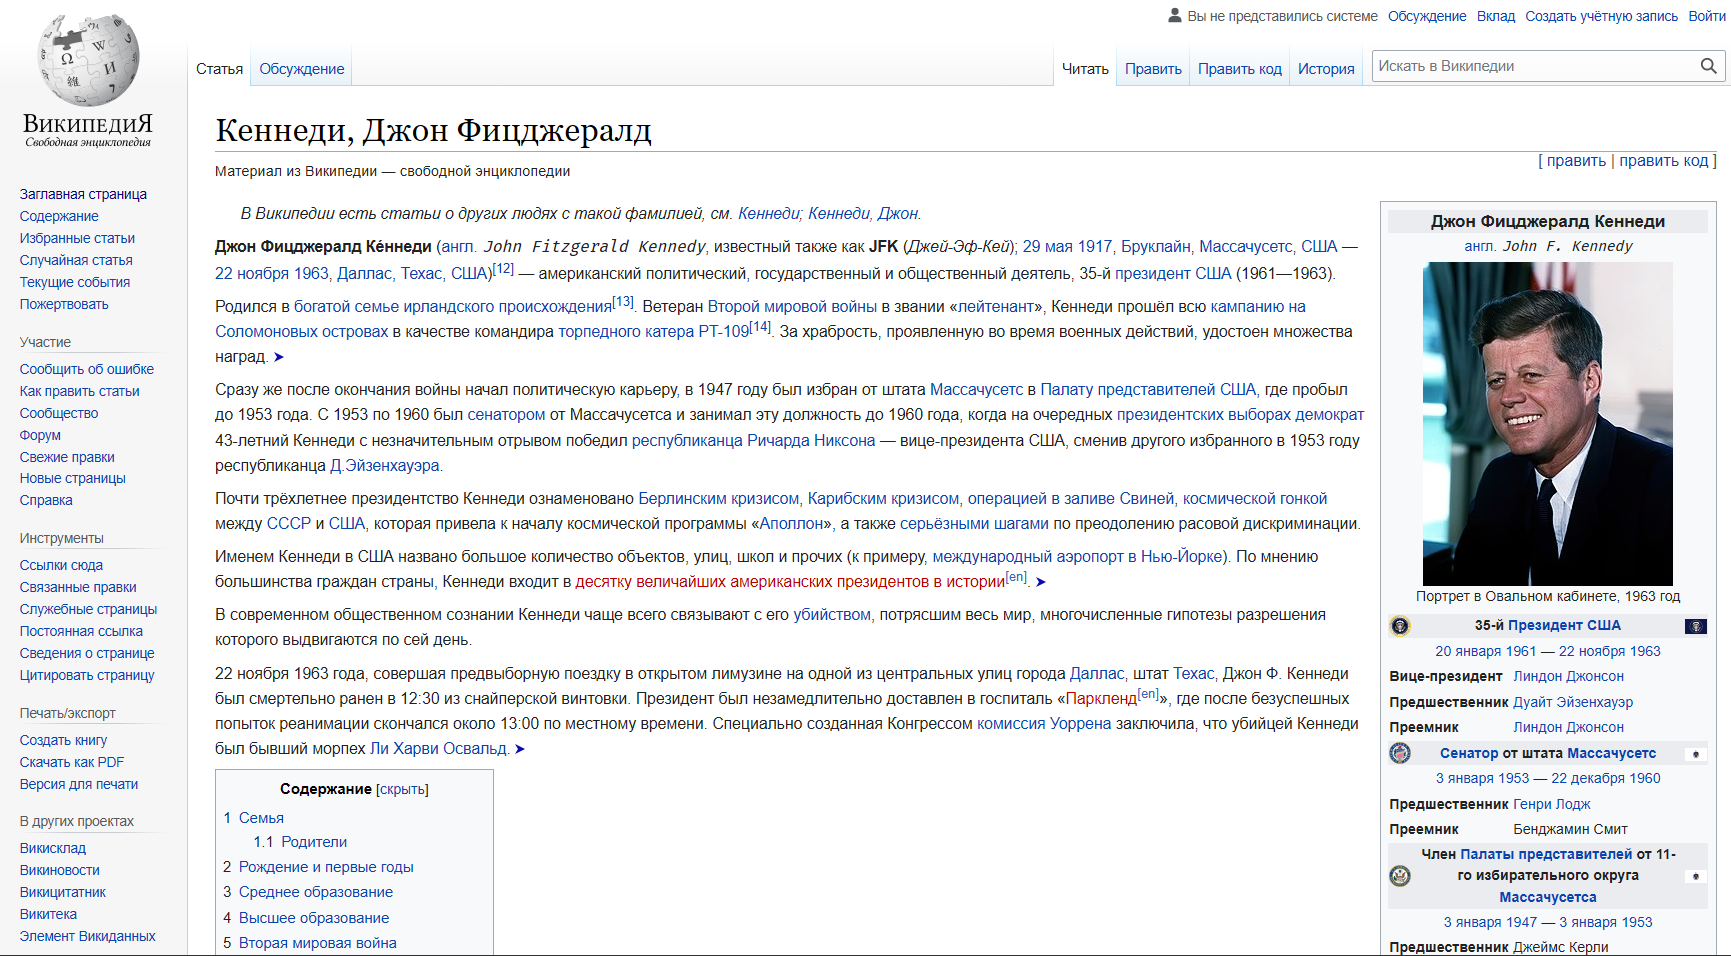 Вы не представились системе Обсуждение Вклад Создать учётную запись Войти
Статья Обсуждение Читать Править Править код История Искать в Википедии
ВикипедиЯ
Свободная энциклопедия
Заглавная страница
Содержание
Избранные статьи
Случайная статья
Текущие события
Пожертвовать
Участие
Сообщить об ошибке
Как править статьи
Сообщество
Форум
Свежие правки
Новые страницы
Справка
Инструменты
Ссылки сюда
Связанные правки
Служебные страницы
Постоянная ссылка
Сведения о странице
Цитировать страницу
Печать/экспорт
Создать книгу
Скачать как PDF
Версия для печати
В других проектах
Викисклад
Викиновости
Викицитатник
Викитека
Элемент Викиданных
Кеннеди, Джон Фицджералд
[ править | править код ]
Материал из Википедии — свободной энциклопедии
В Википедии есть статьи о других людях с такой фамилией, см. Кеннеди; Кеннеди, Джон.
Джон Фицджералд Ке́ннеди (англ. John Fitzgerald Kennedy, известный также как JFK (Джей-Эф-Кей); 29 мая 1917, Бруклайн, Массачусетс, США —
22 ноября 1963, Даллас, Техас, США)[12] — американский политический, государственный и общественный деятель, 35-й президент США (1961—1963).
Родился в богатой семье ирландского происхождения[13]. Ветеран Второй мировой войны в звании «лейтенант», Кеннеди прошёл всю кампанию на
Соломоновых островах в качестве командира торпедного катера PT-109[14]. За храбрость, проявленную во время военных действий, удостоен множества
наград. ➤
Сразу же после окончания войны начал политическую карьеру, в 1947 году был избран от штата Массачусетс в Палату представителей США, где пробыл
до 1953 года. С 1953 по 1960 был сенатором от Массачусетса и занимал эту должность до 1960 года, когда на очередных президентских выборах демократ
43-летний Кеннеди с незначительным отрывом победил республиканца Ричарда Никсона — вице-президента США, сменив другого избранного в 1953 году
республиканца Д.Эйзенхауэра.
Почти трёхлетнее президентство Кеннеди ознаменовано Берлинским кризисом, Карибским кризисом, операцией в заливе Свиней, космической гонкой
между СССР и США, которая привела к началу космической программы «Аполлон», а также серьёзными шагами по преодолению расовой дискриминации.
Именем Кеннеди в США названо большое количество объектов, улиц, школ и прочих (к примеру, международный аэропорт в Нью-Йорке). По мнению
большинства граждан страны, Кеннеди входит в десятку величайших американских президентов в истории[en]. ➤
В современном общественном сознании Кеннеди чаще всего связывают с его убийством, потрясшим весь мир, многочисленные гипотезы разрешения
которого выдвигаются по сей день.
22 ноября 1963 года, совершая предвыборную поездку в открытом лимузине на одной из центральных улиц города Даллас, штат Техас, Джон Ф. Кеннеди
был смертельно ранен в 12:30 из снайперской винтовки. Президент был незамедлительно доставлен в госпиталь «Паркленд[en]», где после безуспешных
попыток реанимации скончался около 13:00 по местному времени. Специально созданная Конгрессом комиссия Уоррена заключила, что убийцей Кеннеди
был бывший морпех Ли Харви Освальд. ➤
Содержание [скрыть]
1 Семья
1.1 Родители
2 Рождение и первые годы
3 Среднее образование
4 Высшее образование
5 Вторая мировая война
Джон Фицджералд Кеннеди
англ. John F. Kennedy
Портрет в Овальном кабинете, 1963 год
35-й Президент США
20 января 1961 — 22 ноября 1963
Вице-президент Линдон Джонсон
Предшественник Дуайт Эйзенхауэр
Преемник Линдон Джонсон
Сенатор от штата Массачусетс
3 января 1953 — 22 декабря 1960
Предшественник Генри Лодж
Преемник Бенджамин Смит
Член Палаты представителей от 11-
го избирательного округа
Массачусетса
3 января 1947 — 3 января 1953
Предшественник Джеймс Керли